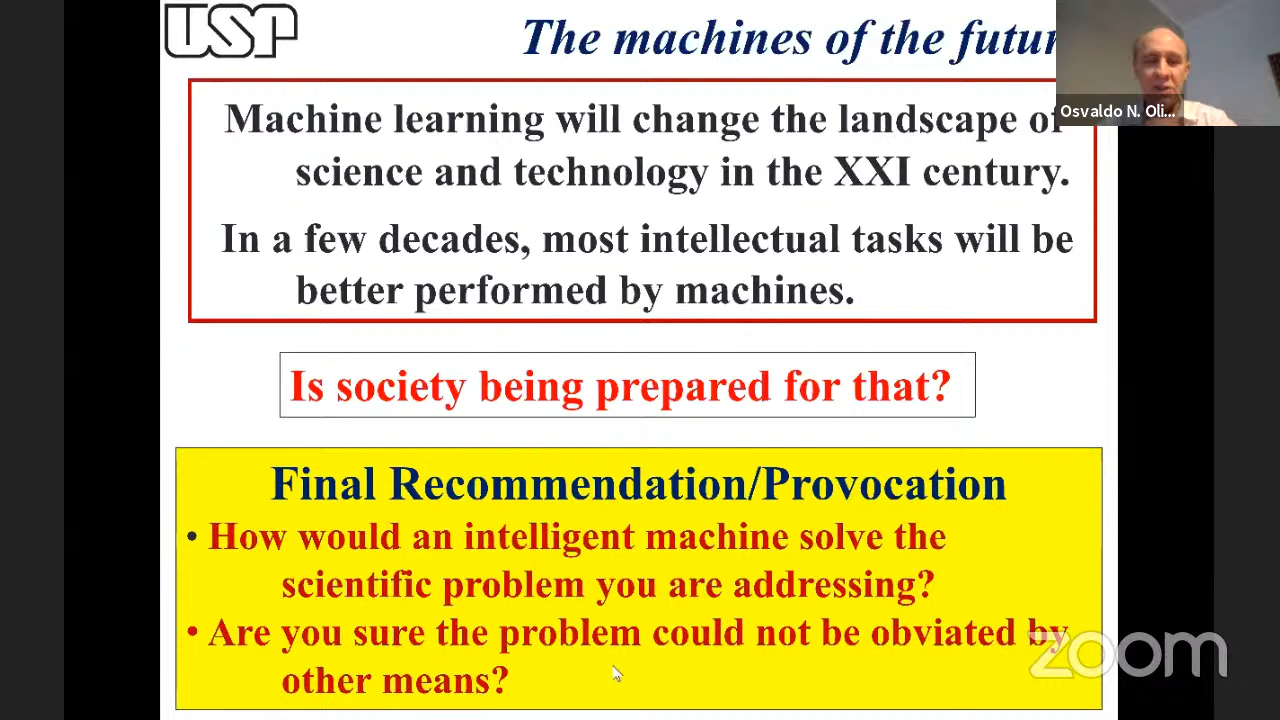 USP
The machines of the futur
Osvaldo N. Oli...
Machine learning will change the landscape of
science and technology in the XXI century.
In a few decades, most intellectual tasks will be
better performed by machines.
Is society being prepared for that?
Final Recommendation/Provocation
• How would an intelligent machine solve the
scientific problem you are addressing?
• Are you sure the problem could not be obviated by
other means?
zoom